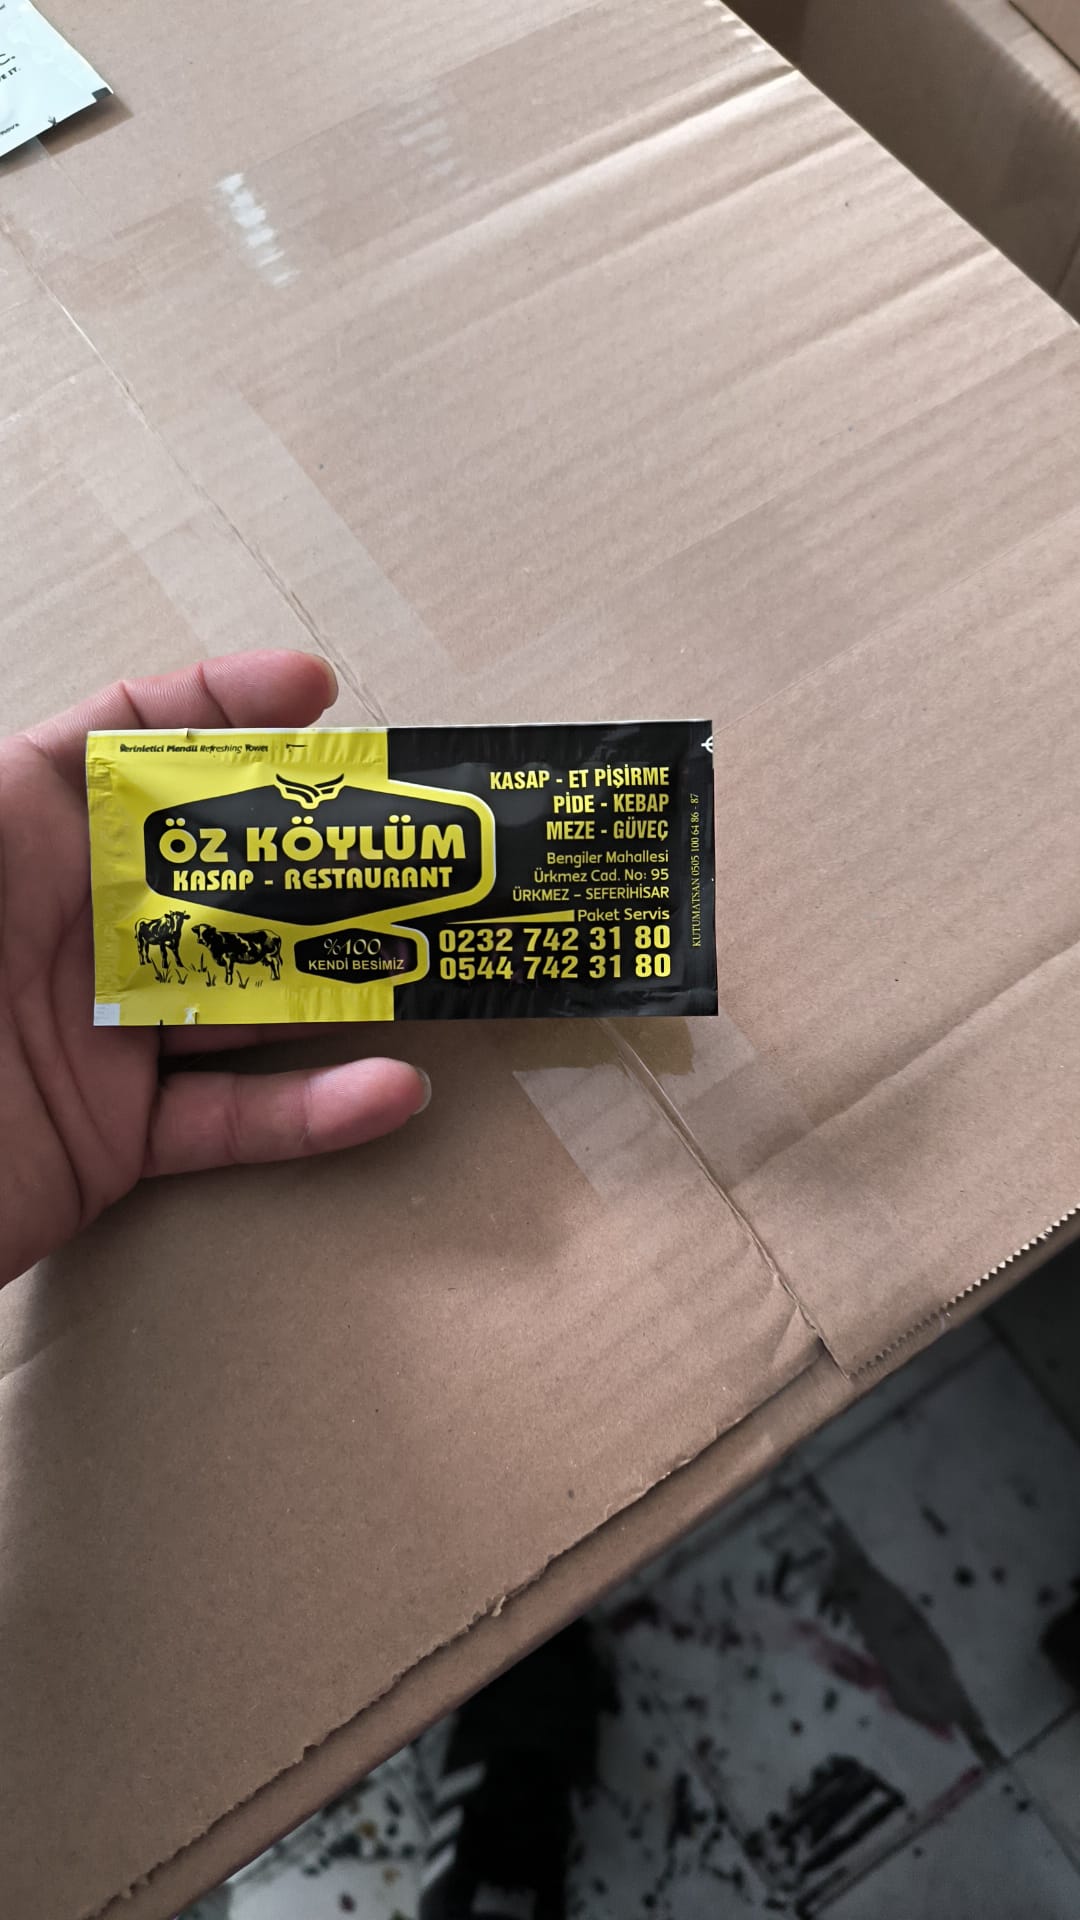 Serinletici Mendil Refreshing Towel
ÖZ KÖYLÜM
KASAP - RESTAURANT
%100
KENDİ BESİMİZ
KASAP - ET PİŞİRME
PİDE - KEBAP
MEZE - GÜVEÇ
Bengiler Mahallesi
Ürkmez Cad. No: 95
ÜRKMEZ – SEFERİHİSAR
Paket Servis
0232 742 31 80
0544 742 31 80
KUTUMATSAN 0505 100 64 86 - 87